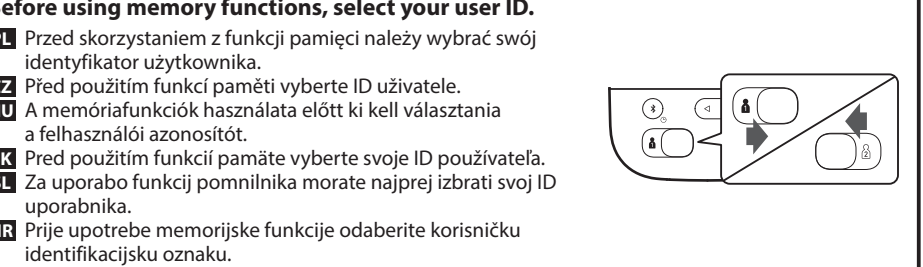 Before using memory functions, select your user ID.
PL Przed skorzystaniem z funkcji pamięci należy wybrać swój
identyfikator użytkownika.
CZ Před použitím funkcí paměti vyberte ID uživatele.
HU A memóriafunkciók használata előtt ki kell választania
a felhasználói azonosítót.
SK Pred použitím funkcií pamäte vyberte svoje ID používateľa.
SL Za uporabo funkcij pomnilnika morate najprej izbrati svoj ID
uporabnika.
HR Prije upotrebe memorijske funkcije odaberite korisničku
identifikacijsku oznaku.
2